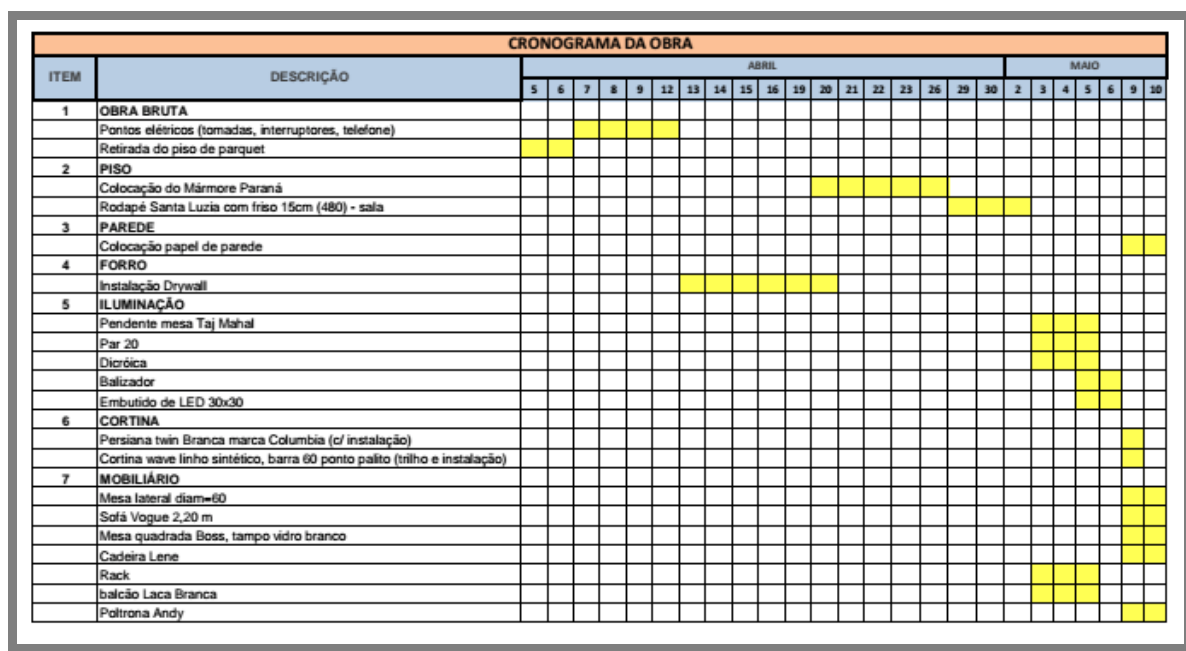 CRONOGRAMA DA OBRA
ITEM DESCRIÇÃO ABRIL MAIO
5 6 7 8 9 12 13 14 15 16 19 20 21 22 23 26 29 30 2 3 4 5 6 9 10
1 OBRA BRUTA
Pontos elétricos (tomadas, interruptores, telefone)
Retirada do piso de parquet
2 PISO
Colocação do Mármore Paraná
Rodapé Santa Luzia com friso 15cm (480) - sala
3 PAREDE
Colocação papel de parede
4 FORRO
Instalação Drywall
5 ILUMINAÇÃO
Pendente mesa Taj Mahal
Par 20
Dicróica
Balizador
Embutido de LED 30x30
6 CORTINA
Persiana twin Branca marca Columbia (c/ instalação)
Cortina wave linho sintético, barra 60 ponto palito (trilho e instalação)
7 MOBILIÁRIO
Mesa lateral diam=60
Sofá Vogue 2,20 m
Mesa quadrada Boss, tampo vidro branco
Cadeira Lene
Rack
balcão Laca Branca
Poltrona Andy